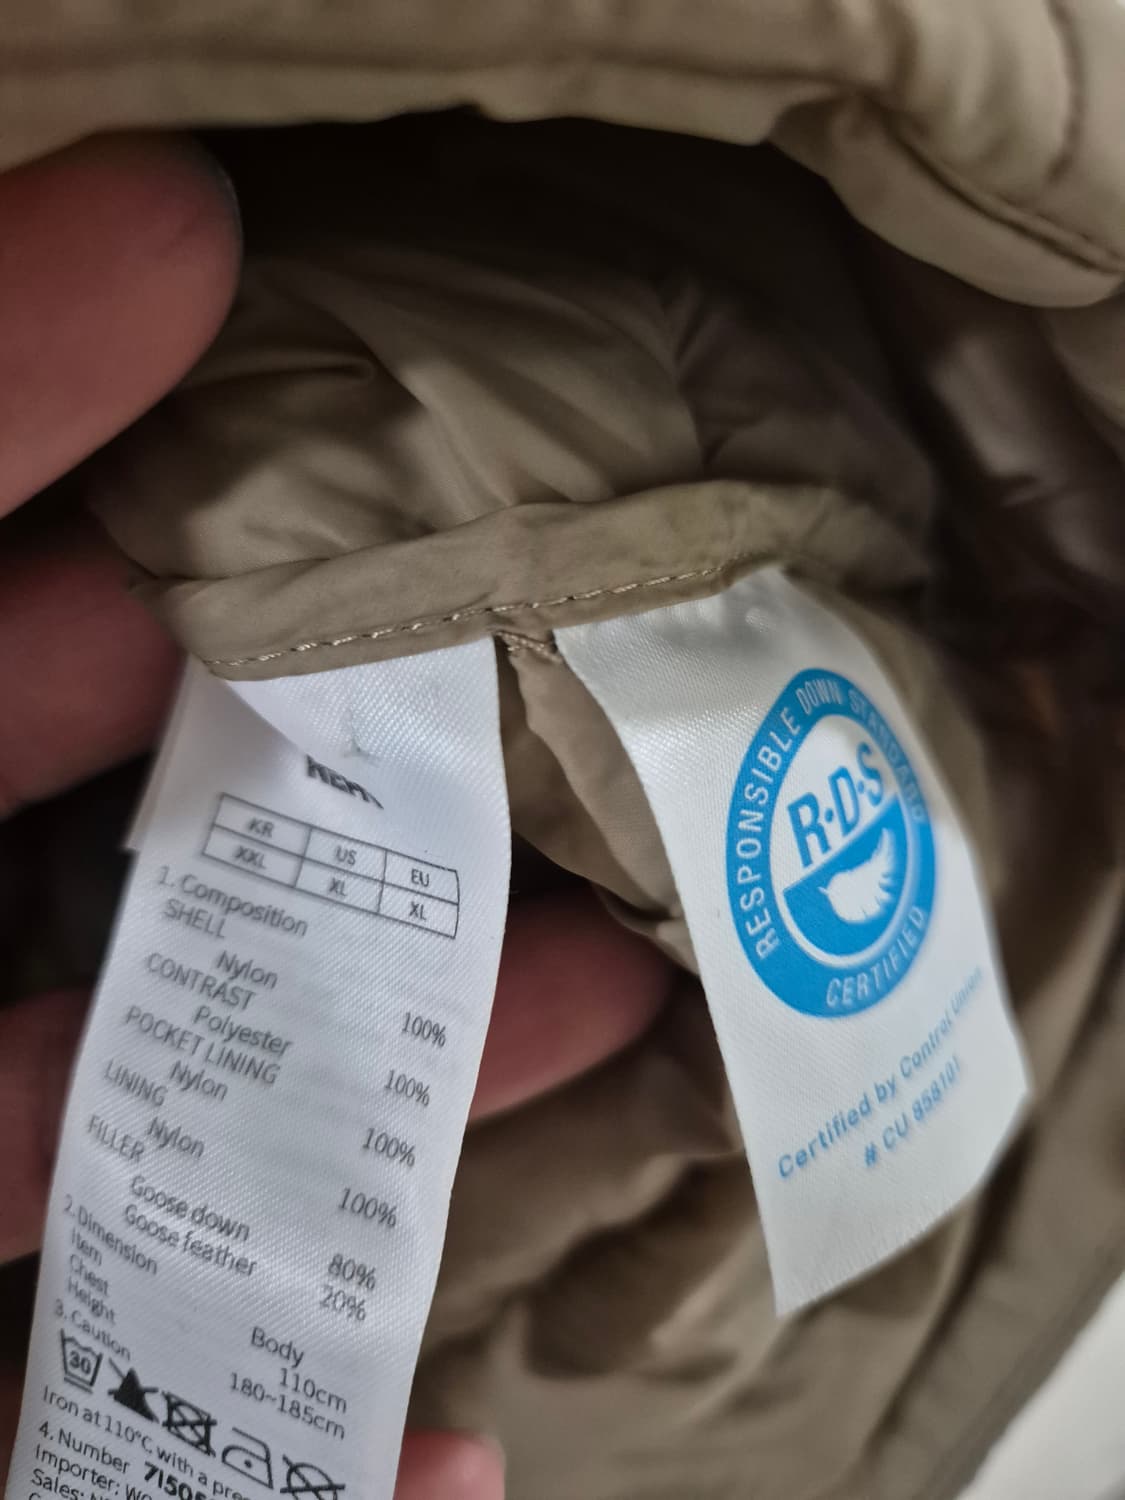 KR US EU
XXL XL XL
1. Composition
SHELL
Nylon 100%
CONTRAST
Polyester 100%
POCKET LINING
Nylon 100%
LINING
Nylon 100%
FILLER
Goose down 80%
Goose feather 20%
2. Dimension
Item Body
Chest 110cm
Height 180~185cm
3. Caution
30
Iron at 110°C with a
4. Number
Importer:
Sales:
RESPONSIBLE DOWN STANDARD
R·D·S
CERTIFIED
Certified by Control Union
# CU 858101